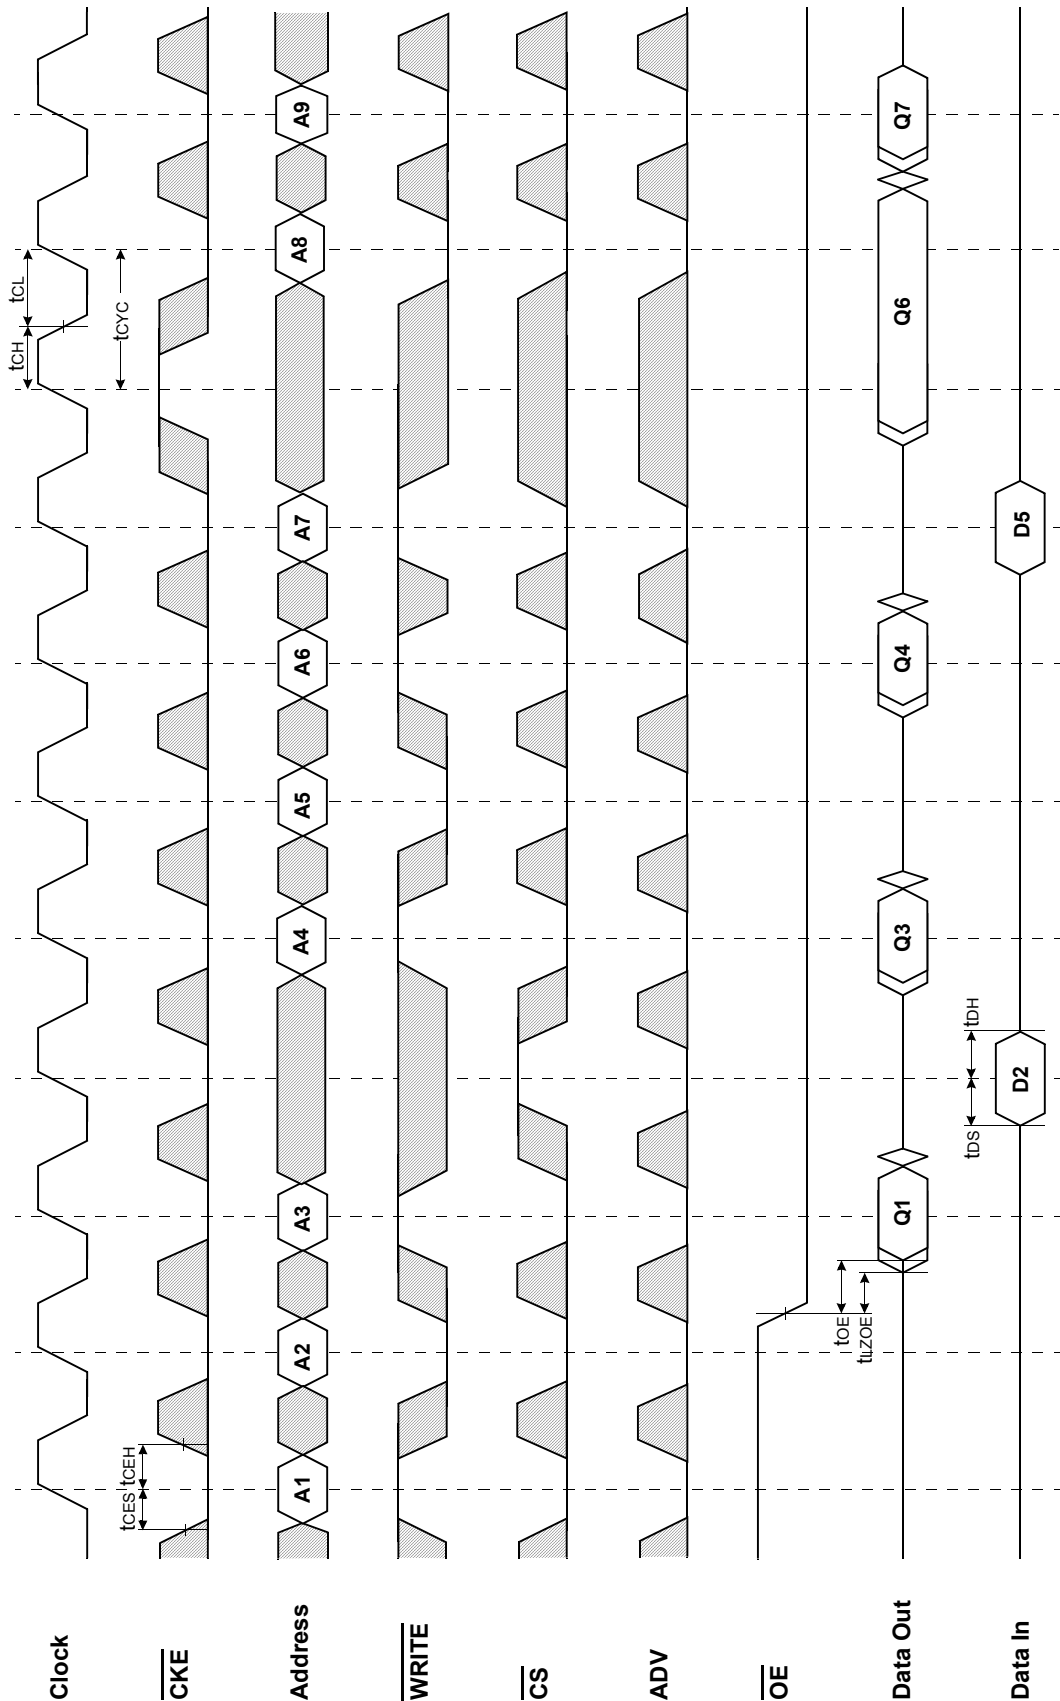 Clock
tCH
tCL
CKE
tCES
tCEH
tCYC
Address
A1
A2
A3
A4
A5
A6
A7
A8
A9
WRITE
CS
ADV
OE
tOE
tLZOE
Data Out
Q1
Q3
Q4
Q6
Q7
tDS
tDH
Data In
D2
D5